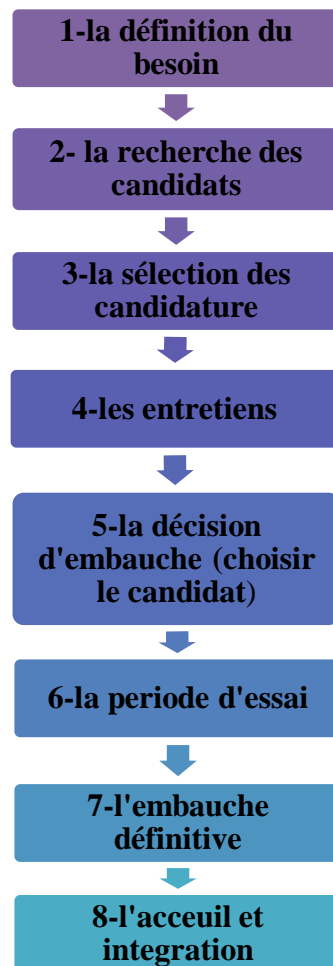 1-la définition du
besoin
2- la recherche des
candidats
3-la sélection des
candidature
4-les entretiens
5-la décision
d'embauche (choisir
le candidat)
6-la periode d'essai
7-l'embauche
définitive
8-l'acceuil et
integration